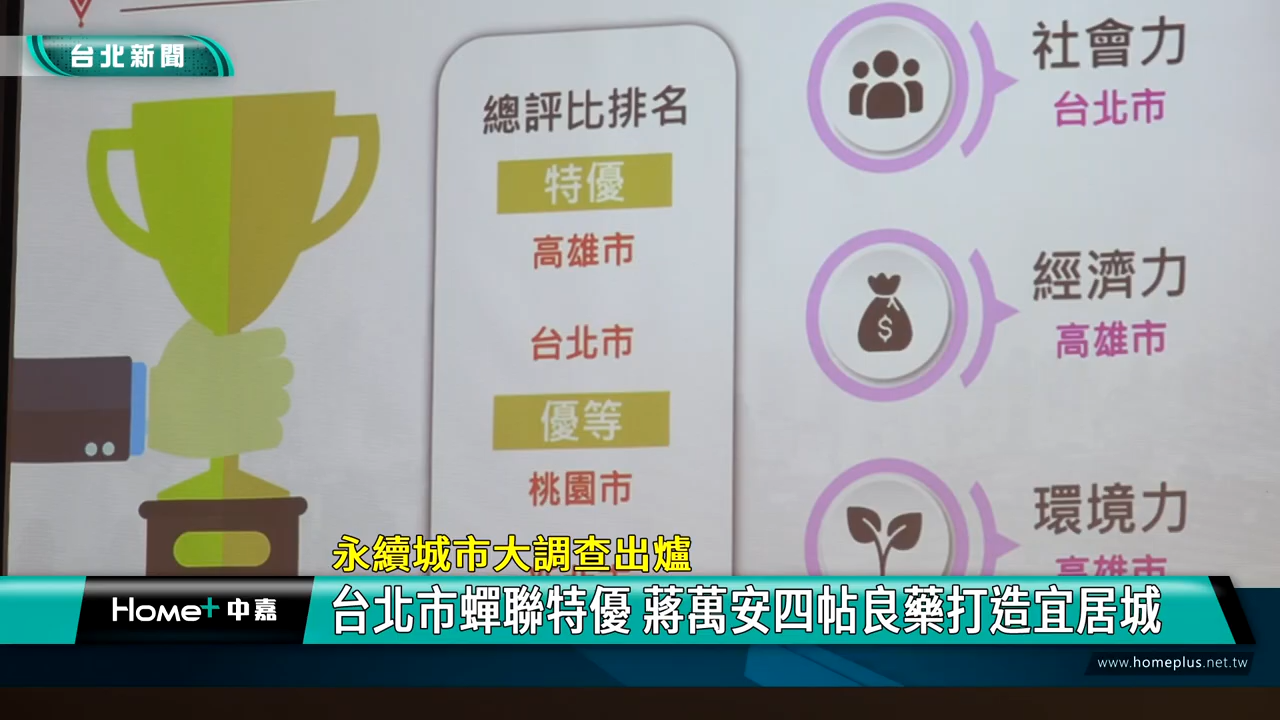 台北新聞
總評比排名
特優
高雄市
台北市
優等
桃園市
社會力
台北市
經濟力
高雄市
環境力
高雄市
永續城市大調查出爐
Home+中嘉
台北市蟬聯特優 蔣萬安四帖良藥打造宜居城
www.homeplus.net.tw